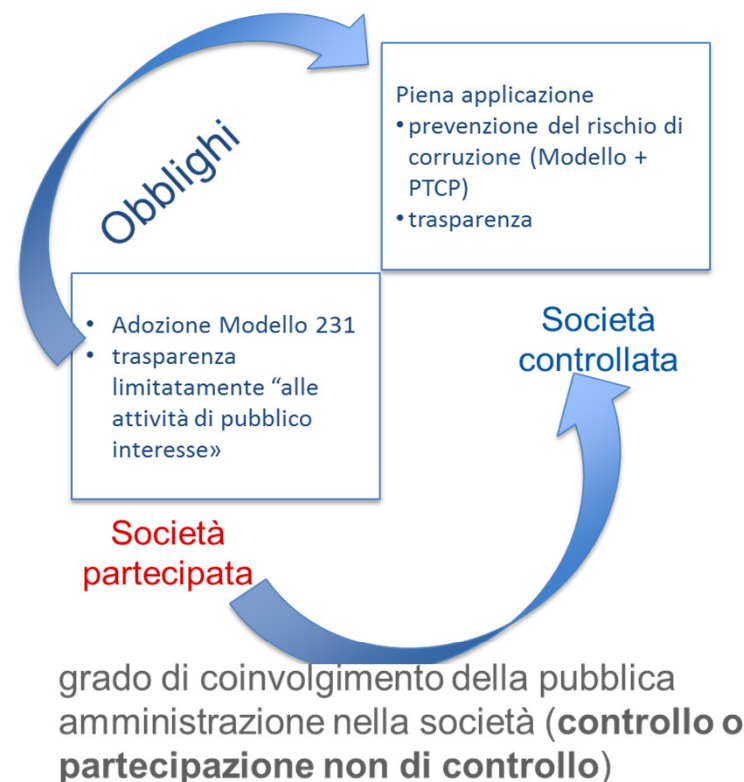 Obblighi
Piena applicazione
• prevenzione del rischio di
corruzione (Modello +
PTCP)
• trasparenza
• Adozione Modello 231
• trasparenza
limitatamente “alle
attività di pubblico
interesse»
Società
controllata
Società
partecipata
grado di coinvolgimento della pubblica
amministrazione nella società (controllo o
partecipazione non di controllo)